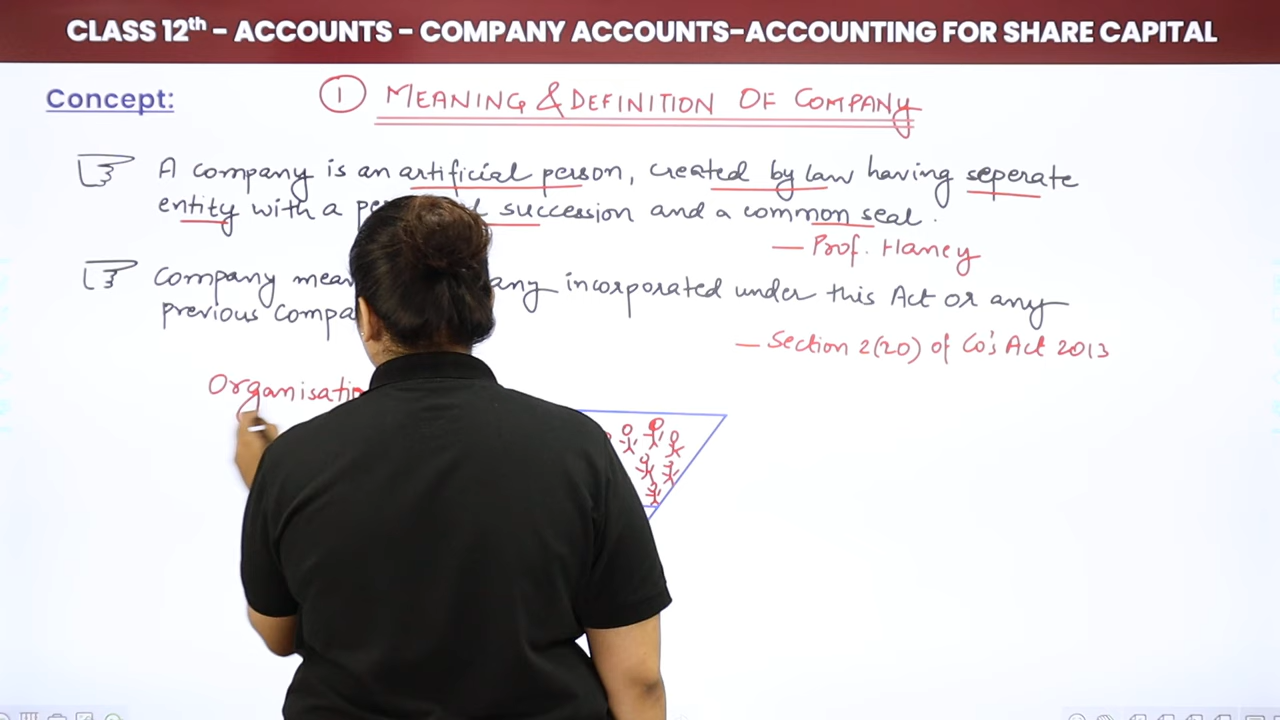 CLASS 12th - ACCOUNTS - COMPANY ACCOUNTS-ACCOUNTING FOR SHARE CAPITAL
Concept:
1 MEANING & DEFINITION OF COMPANY
A company is an artificial person, created by law having seperate
entity with a succession and a common seal.
— Prof. Haney
Company incorporated under this Act or any
previous
— Section 2(20) of Co's Act 2013